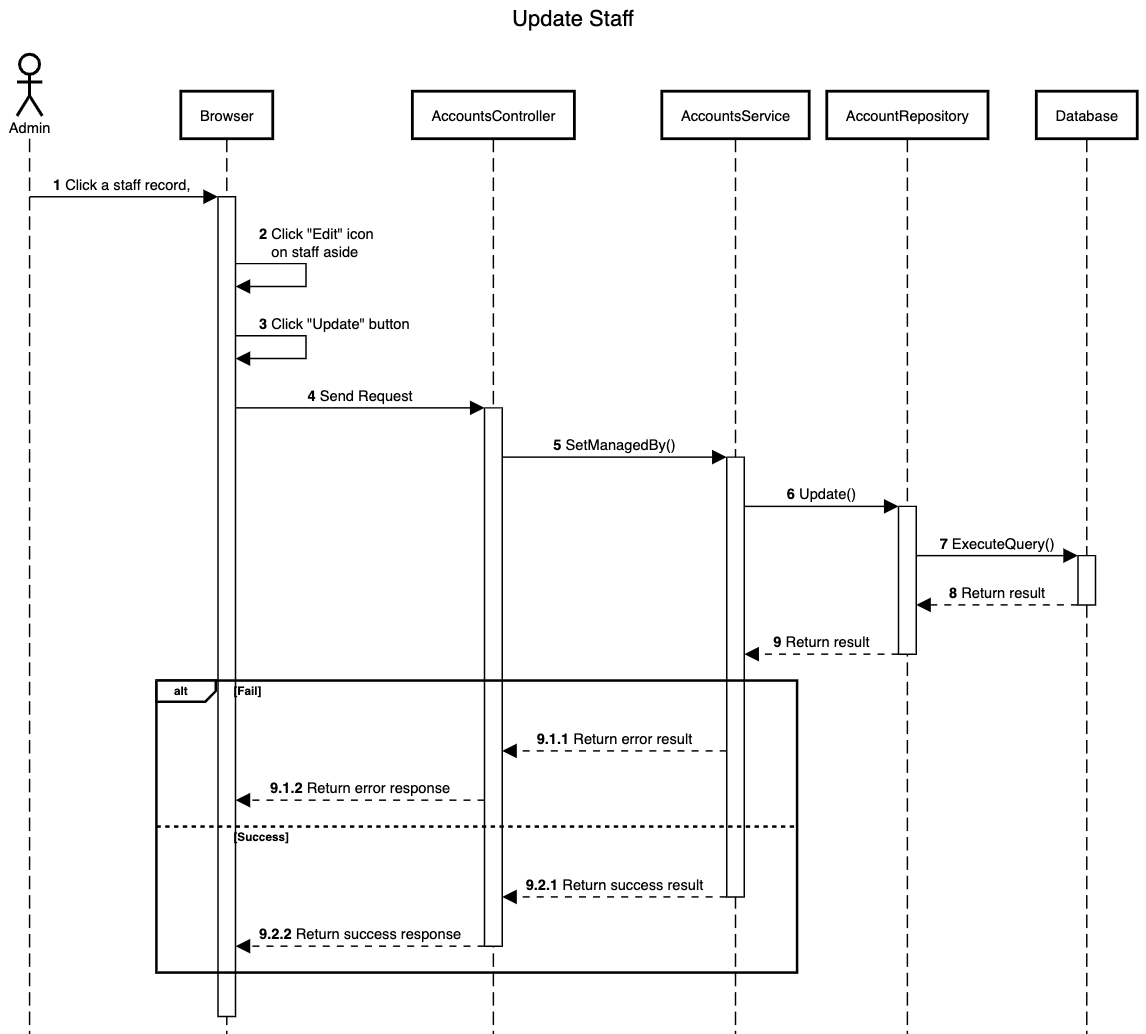 Update Staff
Admin
Browser
AccountsController
AccountsService
AccountRepository
Database
1 Click a staff record,
2 Click "Edit" icon
on staff aside
3 Click "Update" button
4 Send Request
5 SetManagedBy()
6 Update()
7 ExecuteQuery()
8 Return result
9 Return result
alt
[Fail]
9.1.1 Return error result
9.1.2 Return error response
[Success]
9.2.1 Return success result
9.2.2 Return success response